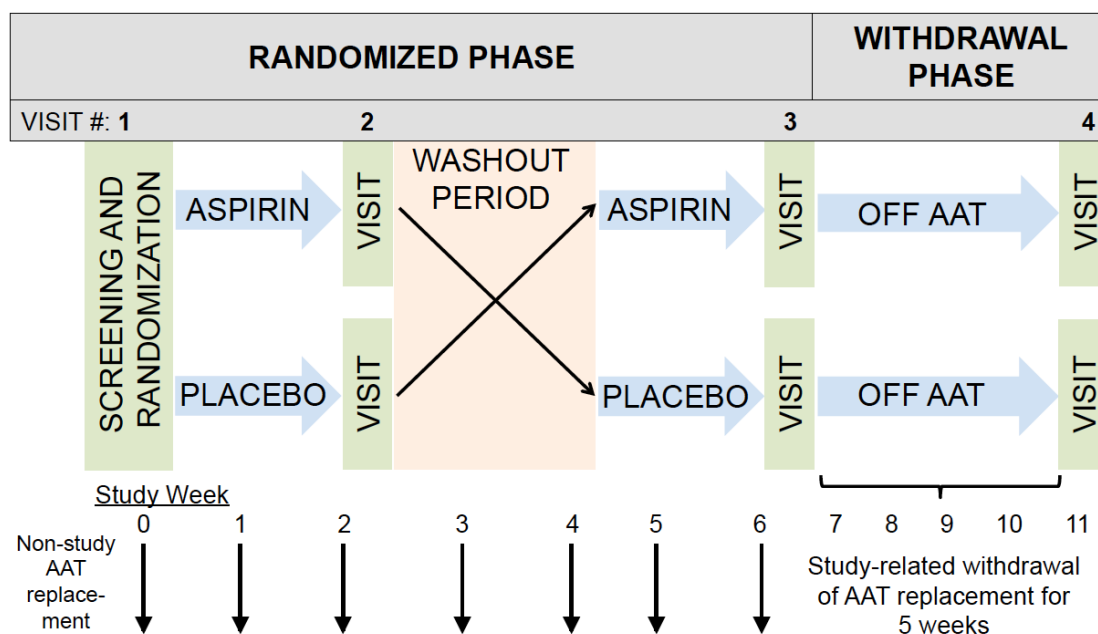 RANDOMIZED PHASE
WITHDRAWAL
PHASE
VISIT #: 1
2
3
4
SCREENING AND
RANDOMIZATION
ASPIRIN
VISIT
WASHOUT
PERIOD
ASPIRIN
VISIT
OFF AAT
VISIT
PLACEBO
VISIT
PLACEBO
VISIT
OFF AAT
VISIT
Study Week
0 1 2 3 4 5 6 7 8 9 10 11
Non-study
AAT
replace-
ment
Study-related withdrawal
of AAT replacement for
5 weeks